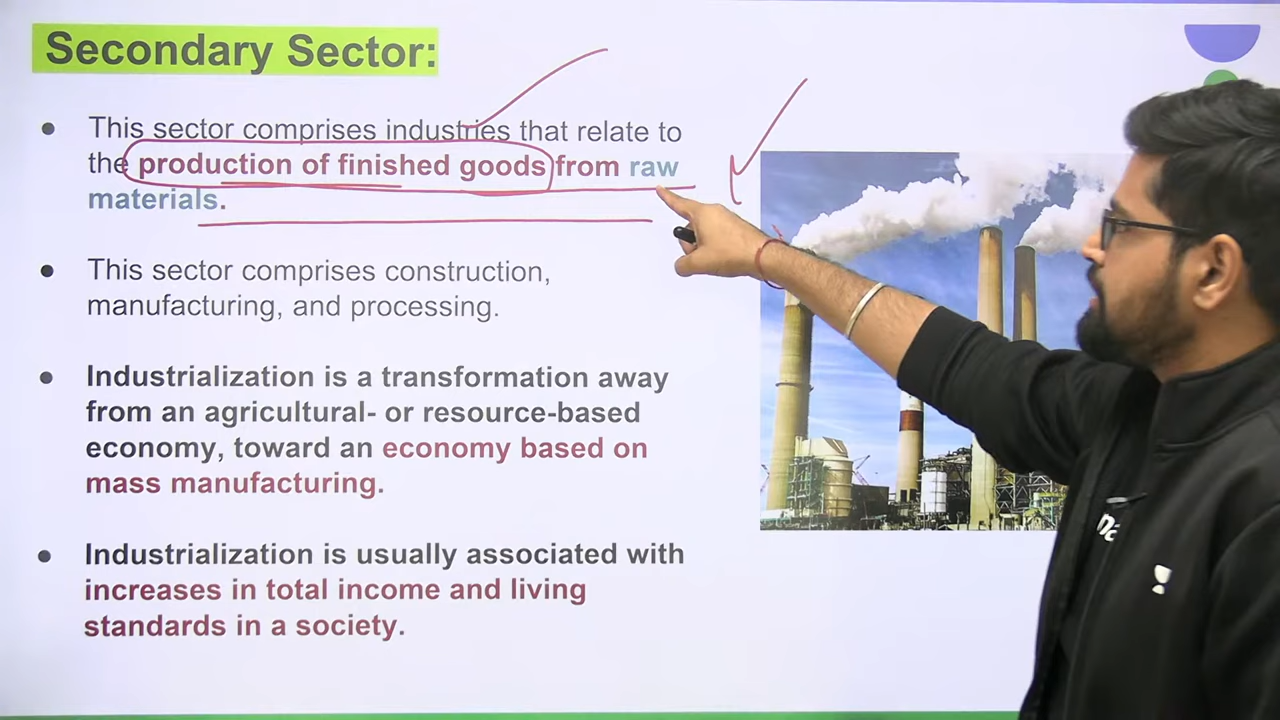 Secondary Sector:
● This sector comprises industries that relate to
the production of finished goods from raw
materials.
● This sector comprises construction,
manufacturing, and processing.
● Industrialization is a transformation away
from an agricultural- or resource-based
economy, toward an economy based on
mass manufacturing.
● Industrialization is usually associated with
increases in total income and living
standards in a society.